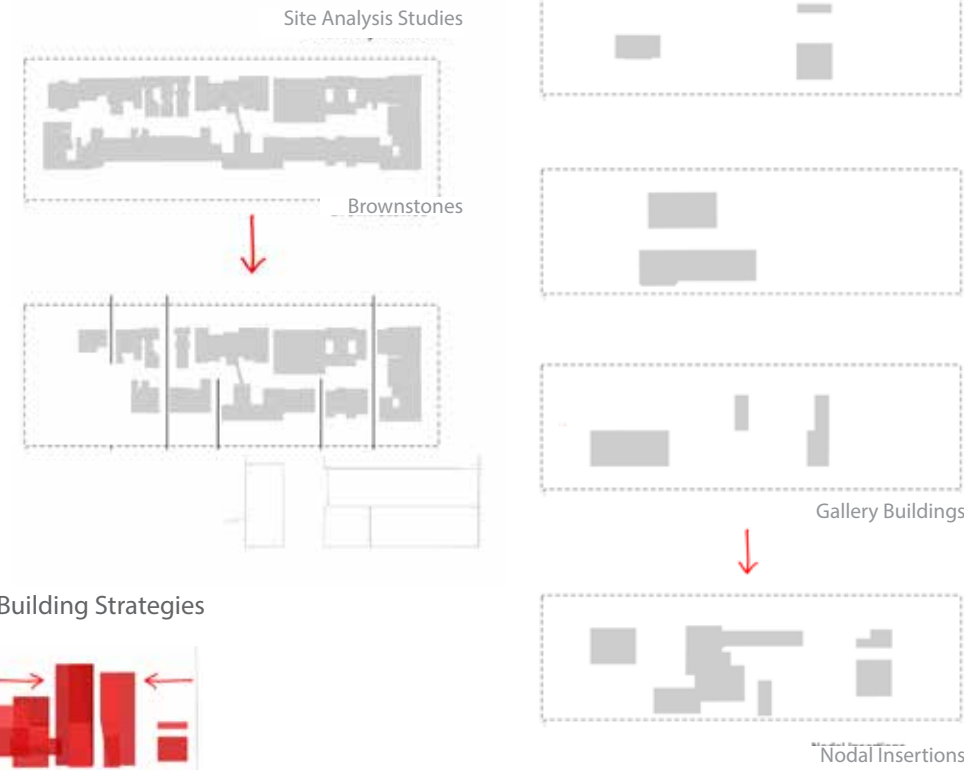 Site Analysis Studies
Brownstones
Building Strategies
Gallery Buildings
Nodal Insertions